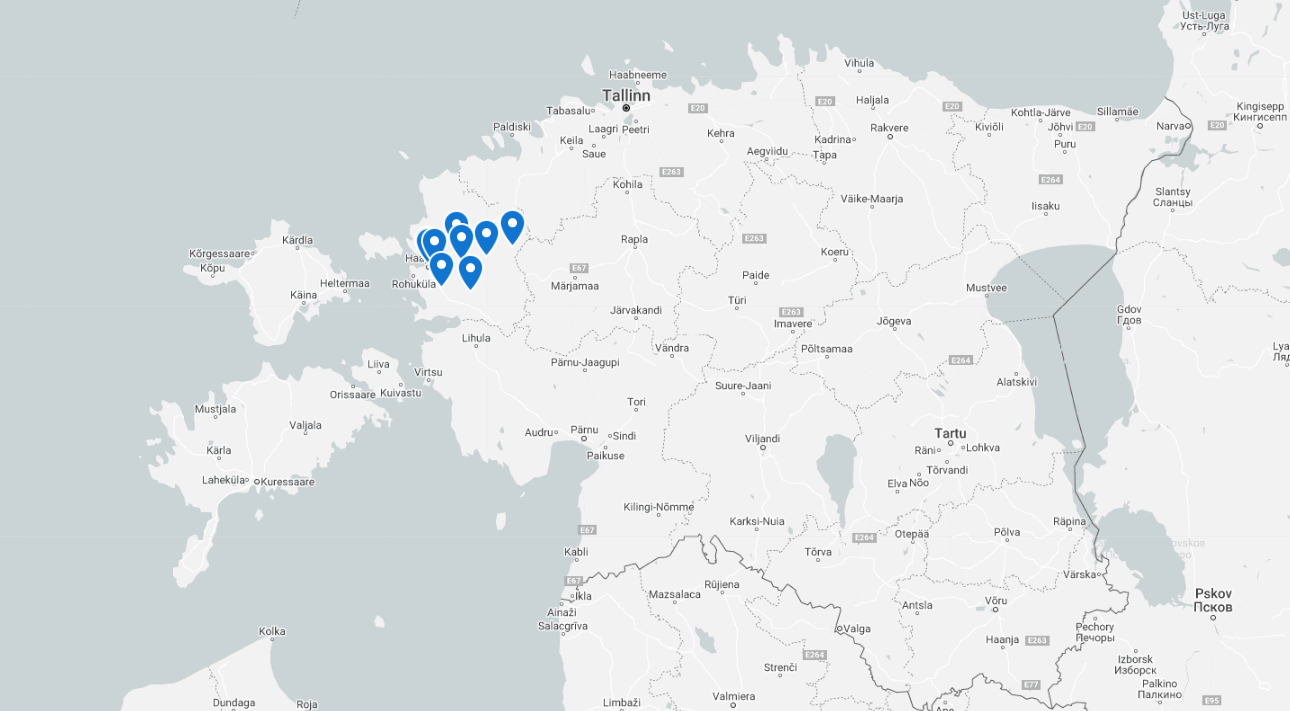 Ust-Luga
Усть-Луга
Vihula
Haabneeme
Tallinn
Tabasalu
E20
E20
Haljala
E20
Kohtla-Järve
Sillamäe
Kingisepp
Кингисепп
Paldiski
Laagri
Peetri
Keila
Saue
Kehra
Rakvere
Kadrina
Kiviõli
Jõhvi
E20
Narva
E20
Puru
Aegviidu
Tapa
E263
E264
Kohila
Väike-Maarja
Iisaku
Slantsy
Сланцы
Kärdla
Kõrgessaare
Kõpu
Rapla
E263
Koeru
Haa
Rohuküla
Heltermaa
Käina
E67
Märjamaa
Paide
Türi
Mustvee
Järvakandi
E263
Imavere
Jõgeva
Gdov
Гдов
Lihula
Vändra
Põltsamaa
Lya
Ляд
Liiva
Virtsu
Pärnu-Jaagupi
E264
Orissaare
Kuivastu
Suure-Jaani
Alatskivi
Mustjala
Tori
Valjala
Audru
Pärnu
Sindi
Paikuse
Viljandi
Tartu
Räni
Lohkva
Kärla
Tõrvandi
Laheküla
Kuressaare
Elva
Nõo
Kilingi-Nõmme
Karksi-Nuia
E67
E264
Otepää
Põlva
Räpina
Kabli
Tõrva
ovskoe
E67
Ikla
Rūjiena
Värska
Mazsalaca
Antsla
Võru
Pskov
Псков
Ainaži
Salacgrīva
Valga
Kolka
Haanja
E263
Pechory
Печоры
E264
Strenči
Izborsk
Изборск
E77
Palkino
Палкино
Dundaga
Roja
Limbaži
Valmiera
E95